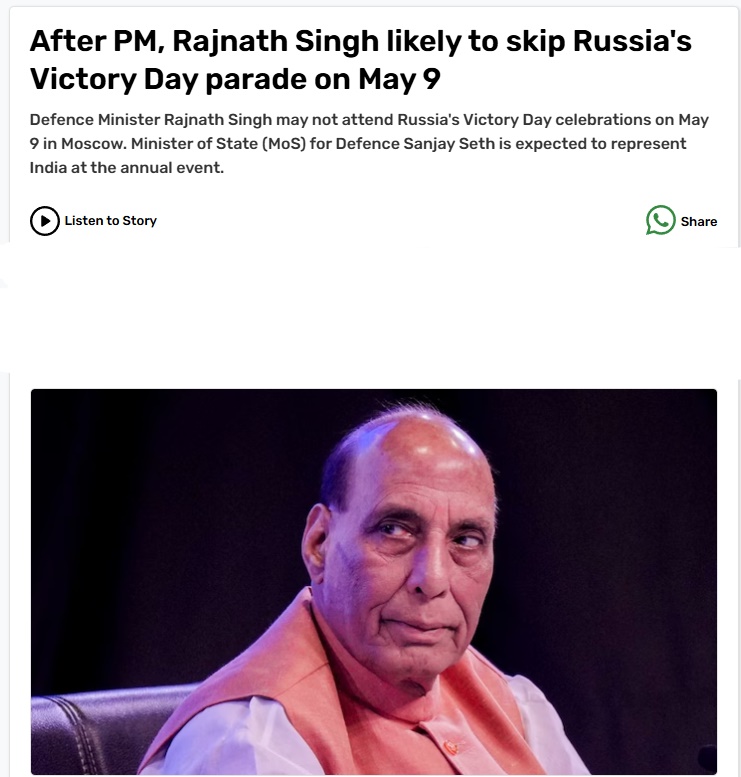 After PM, Rajnath Singh likely to skip Russia's
Victory Day parade on May 9
Defence Minister Rajnath Singh may not attend Russia's Victory Day celebrations on May
9 in Moscow. Minister of State (MoS) for Defence Sanjay Seth is expected to represent
India at the annual event.
Listen to Story
Share